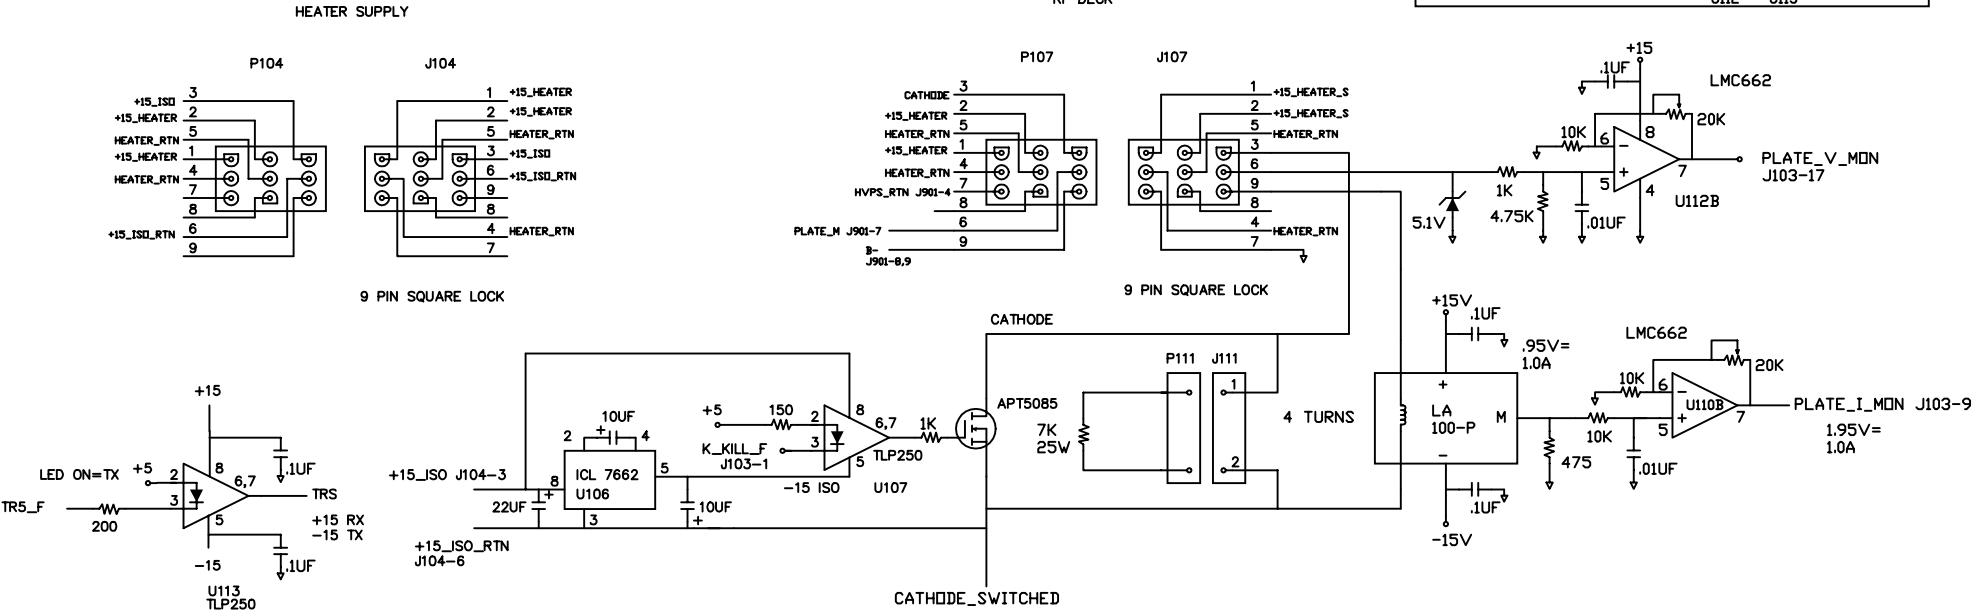 HEATER SUPPLY
P104
J104
3
+15_ISO
2
+15_HEATER
5
HEATER_RTN
1
+15_HEATER
4
HEATER_RTN
7
8
6
+15_ISO_RTN
9
1 +15_HEATER
2 +15_HEATER
5 HEATER_RTN
3 +15_ISO
6 +15_ISO_RTN
9
8
4 HEATER_RTN
7
9 PIN SQUARE LOCK
P107
J107
CATHODE 3
+15_HEATER 2
HEATER_RTN 5
+15_HEATER 1
HEATER_RTN 4
HVPS_RTN J901-4 7
8
PLATE_M J901-7 6
B- 9
J901-8,9
1 +15_HEATER_S
2 +15_HEATER_S
5 HEATER_RTN
3
6
9
8
4 HEATER_RTN
7
9 PIN SQUARE LOCK
+15
.1UF
LMC662
20K
10K
6
8
-
+
7
5
4
U112B
PLATE_V_MON
J103-17
1K
5.1V
4.75K
.01UF
CATHODE
P111
J111
1
2
7K
25W
4 TURNS
APT5085
+15V
.1UF
.95V=
1.0A
+
LA
100-P
M
-
.1UF
-15V
LMC662
20K
10K
6
-
U110B
+
5
7
10K
475
.01UF
PLATE_I_MON J103-9
1.95V=
1.0A
+15
8
.1UF
LED ON=TX
+5
2
3
6,7
TRS
TR5_F
200
5
+15 RX
-15 TX
-15
.1UF
U113
TLP250
+15_ISO J104-3
8
+
22UF
2
10UF
+
4
ICL 7662
U106
5
3
10UF
+
+15_ISO_RTN
J104-6
+5
150
2
8
K_KILL_F
J103-1
3
6,7
5
TLP250
-15 ISO
U107
1K
CATHODE_SWITCHED